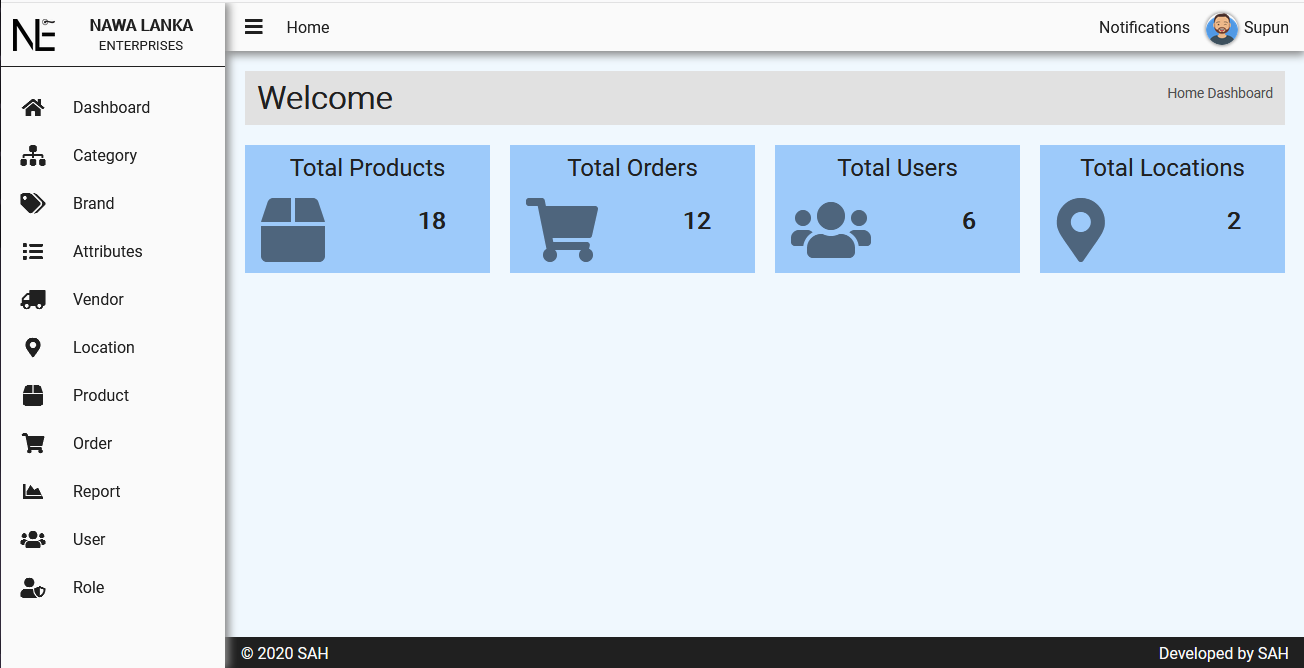 NE
NAWA LANKA
ENTERPRISES
Home
Notifications
Supun
Dashboard
Category
Brand
Attributes
Vendor
Location
Product
Order
Report
User
Role
Welcome
Home Dashboard
Total Products
18
Total Orders
12
Total Users
6
Total Locations
2
© 2020 SAH
Developed by SAH